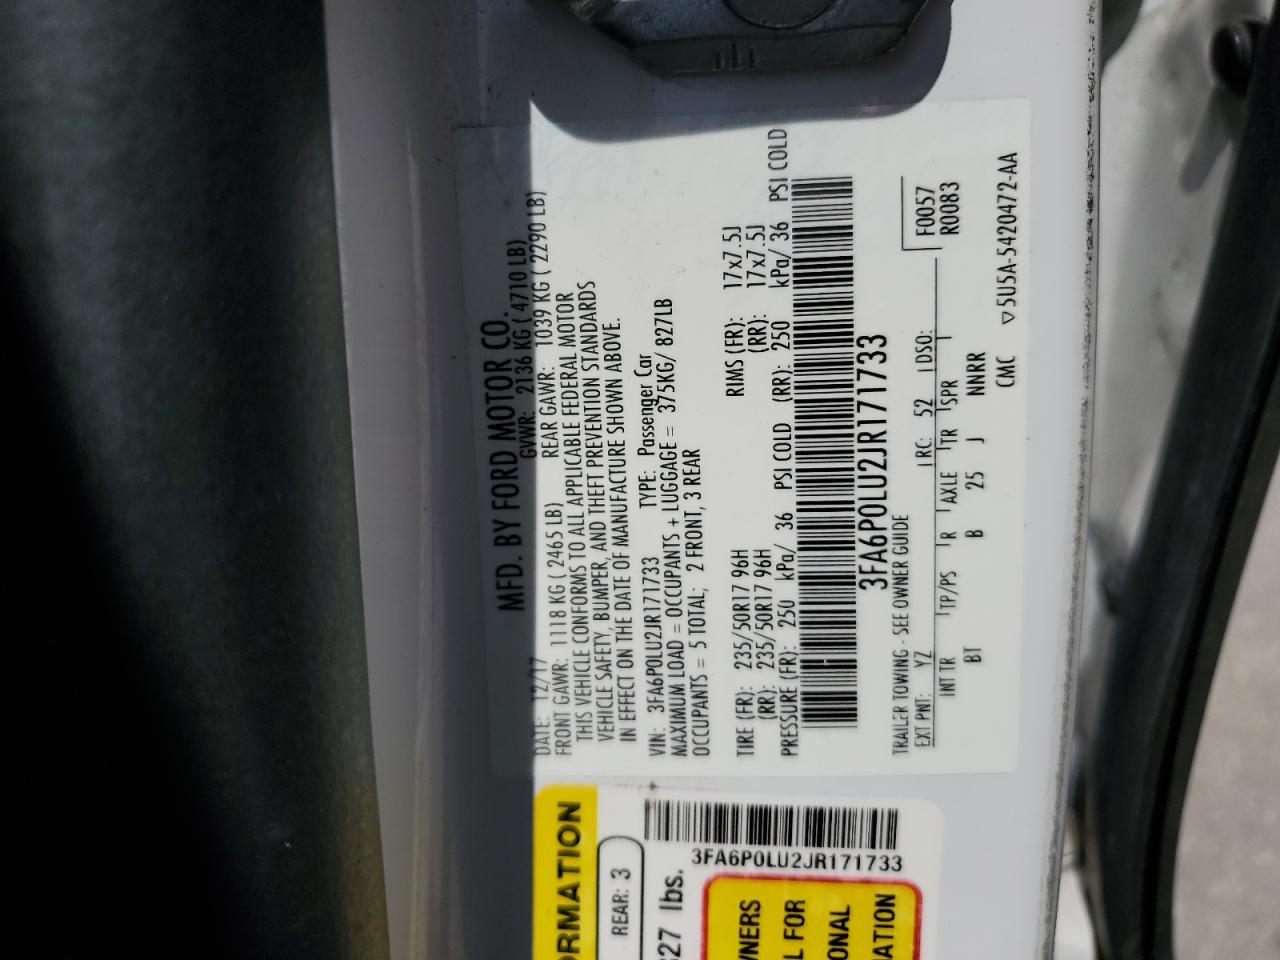 MFD. BY FORD MOTOR CO.
DATE: 12/17 GVWR: 2136 KG ( 4710 LB)
FRONT GAWR: 1118 KG ( 2465 LB) REAR GAWR: 1039 KG ( 2290 LB)
THIS VEHICLE CONFORMS TO ALL APPLICABLE FEDERAL MOTOR
VEHICLE SAFETY, BUMPER, AND THEFT PREVENTION STANDARDS
IN EFFECT ON THE DATE OF MANUFACTURE SHOWN ABOVE.
VIN: 3FA6P0LU2JR171733 TYPE: Passenger Car
MAXIMUM LOAD = OCCUPANTS + LUGGAGE = 375KG/ 827LB
OCCUPANTS = 5 TOTAL; 2 FRONT, 3 REAR
TIRE (FR): 235/50R17 96H RIMS (FR): 17x7.5J
(RR): 235/50R17 96H (RR): 17x7.5J
PRESSURE (FR): 250 kPa/ 36 PSI COLD (RR): 250 kPa/ 36 PSI COLD
3FA6P0LU2JR171733
TRAILER TOWING - SEE OWNER GUIDE
F0057
R0083
EXT PNT: YZ RC: 52 DSO:
INT TR TP/PS R AXLE TR SPR
BT B 25 J NNRR
CMC ▽5U5A-5420472-AA
ORMATION
REAR: 3
27 lbs.
3FA6P0LU2JR171733
WNERS
L FOR
ONAL
ATION